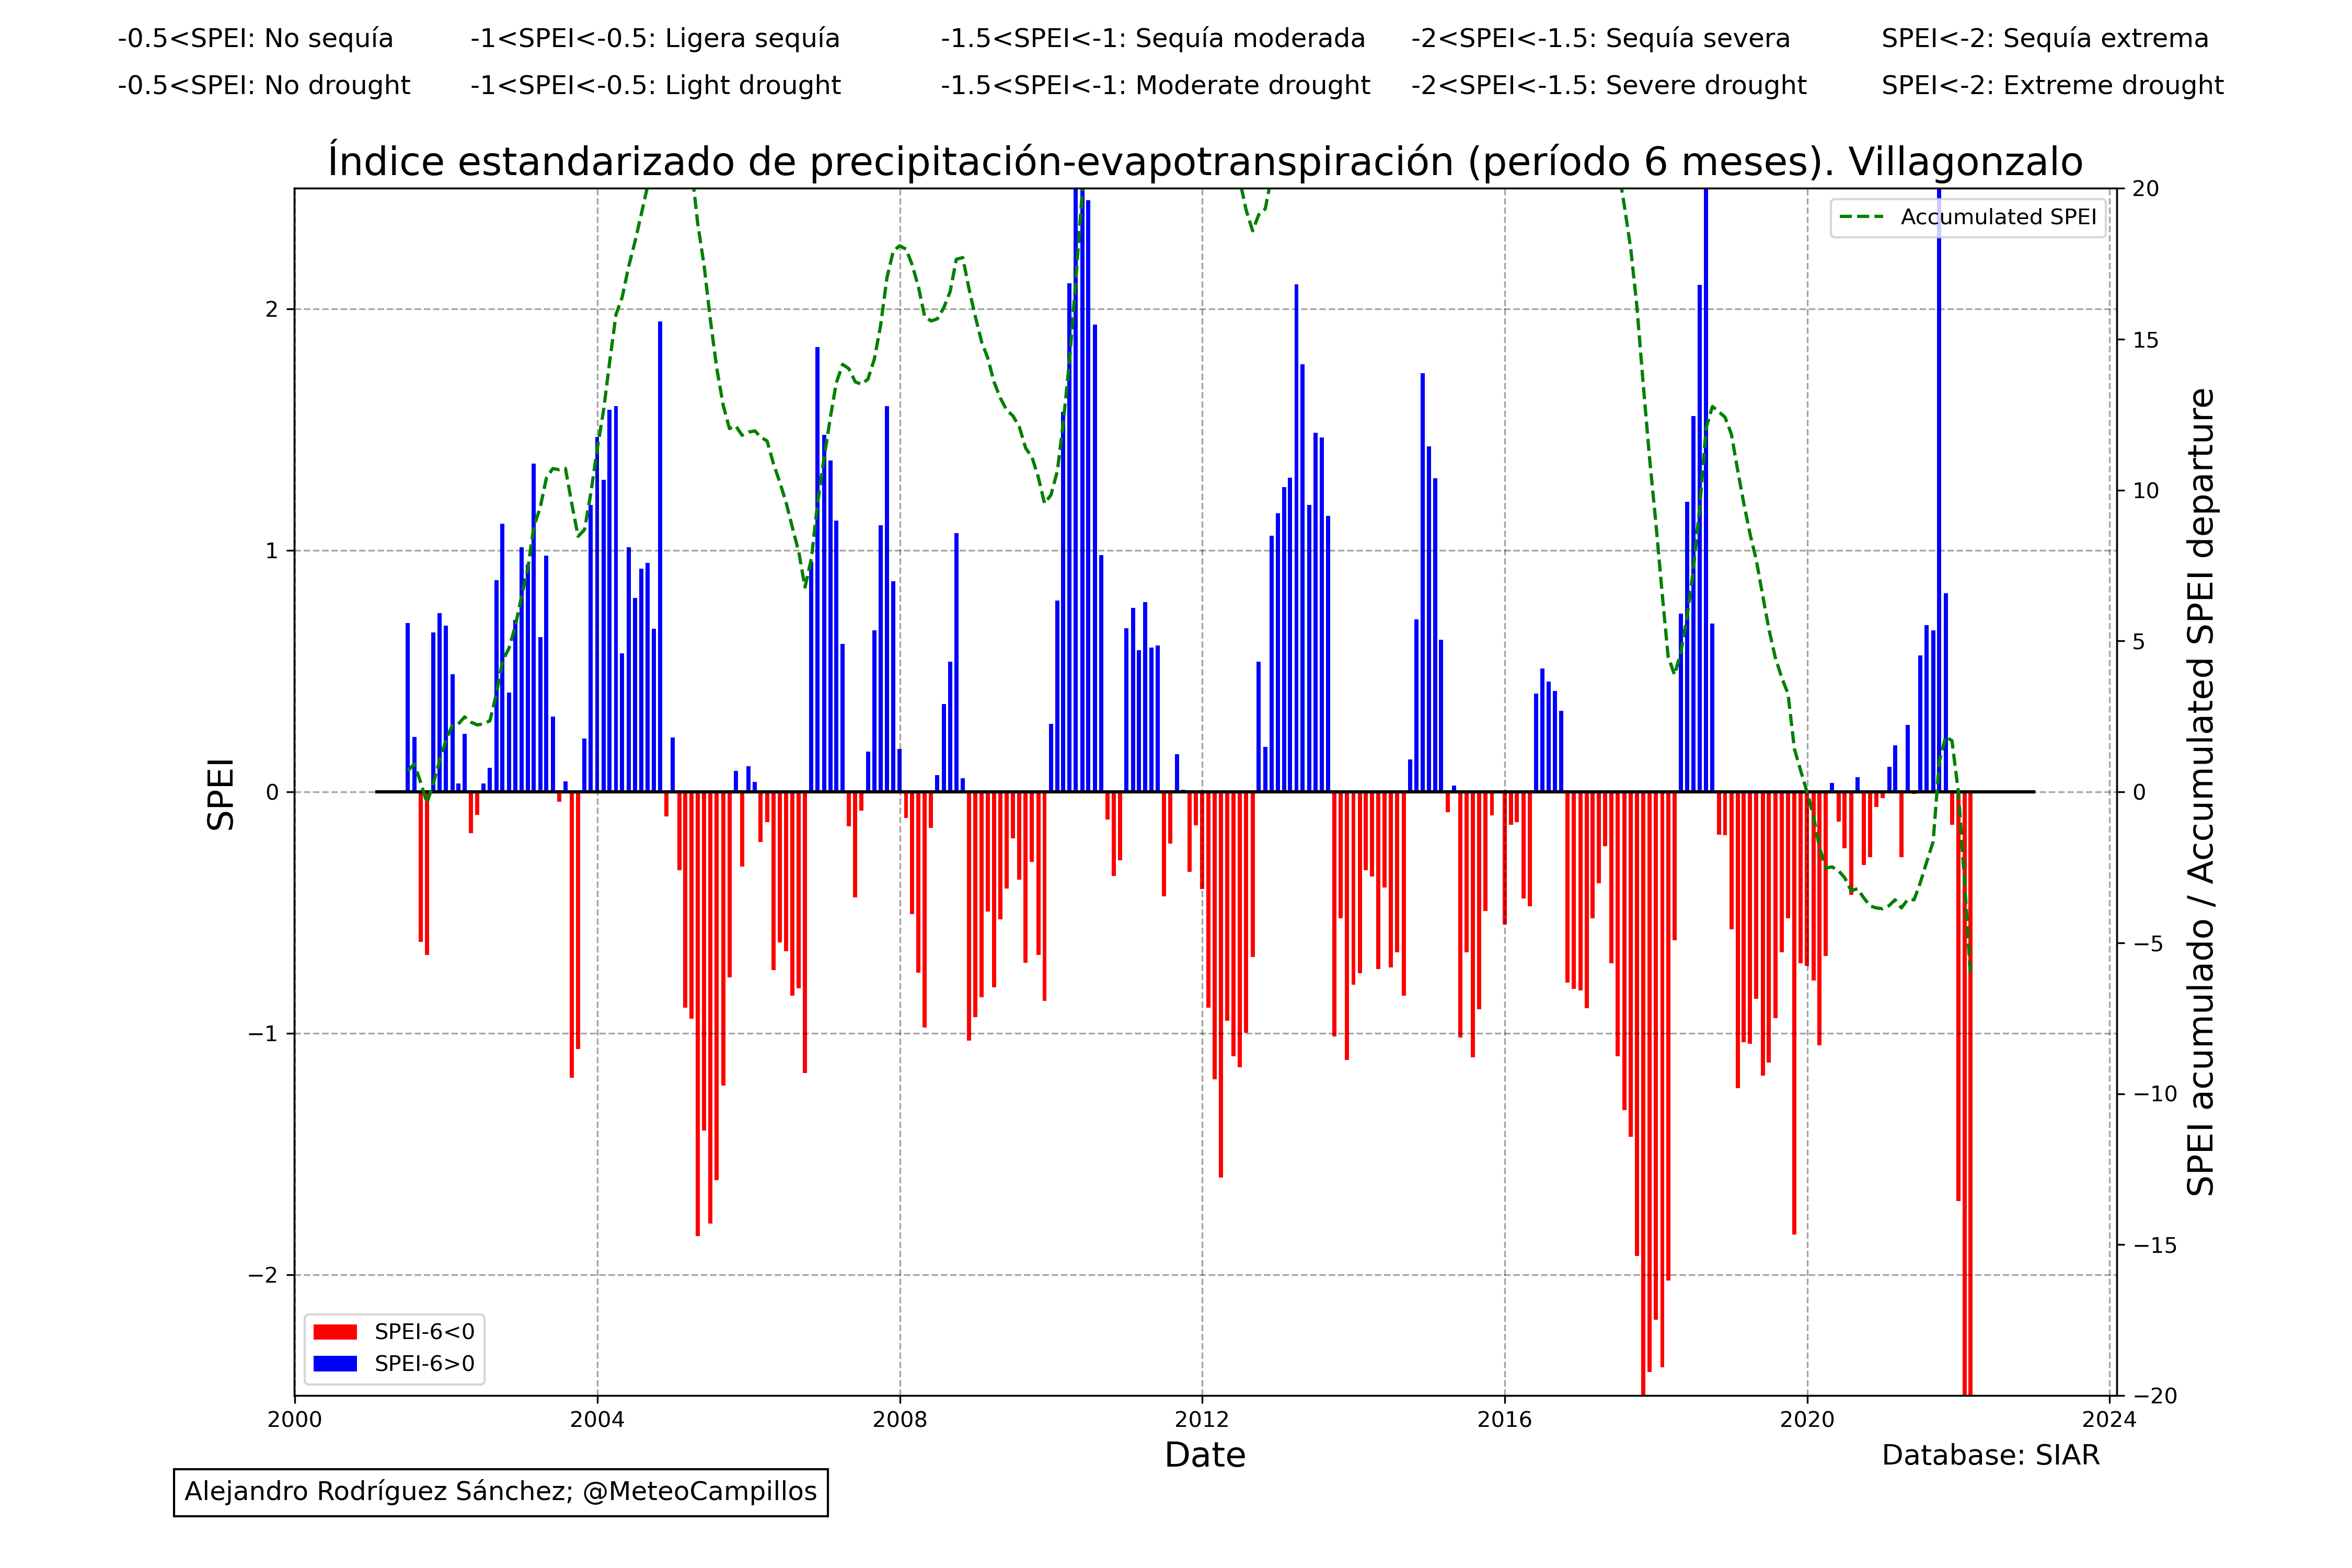 -0.5<SPEI: No sequía -1<SPEI<-0.5: Ligera sequía -1.5<SPEI<-1: Sequía moderada -2<SPEI<-1.5: Sequía severa SPEI<-2: Sequía extrema
-0.5<SPEI: No drought -1<SPEI<-0.5: Light drought -1.5<SPEI<-1: Moderate drought -2<SPEI<-1.5: Severe drought SPEI<-2: Extreme drought
Índice estandarizado de precipitación-evapotranspiración (período 6 meses). Villagonzalo
Accumulated SPEI
SPEI
2
1
0
−1
−2
20
15
10
5
0
−5
−10
−15
−20
SPEI acumulado / Accumulated SPEI departure
SPEI-6<0
SPEI-6>0
2000 2004 2008 2012 2016 2020 2024
Date
Database: SIAR
Alejandro Rodríguez Sánchez; @MeteoCampillos